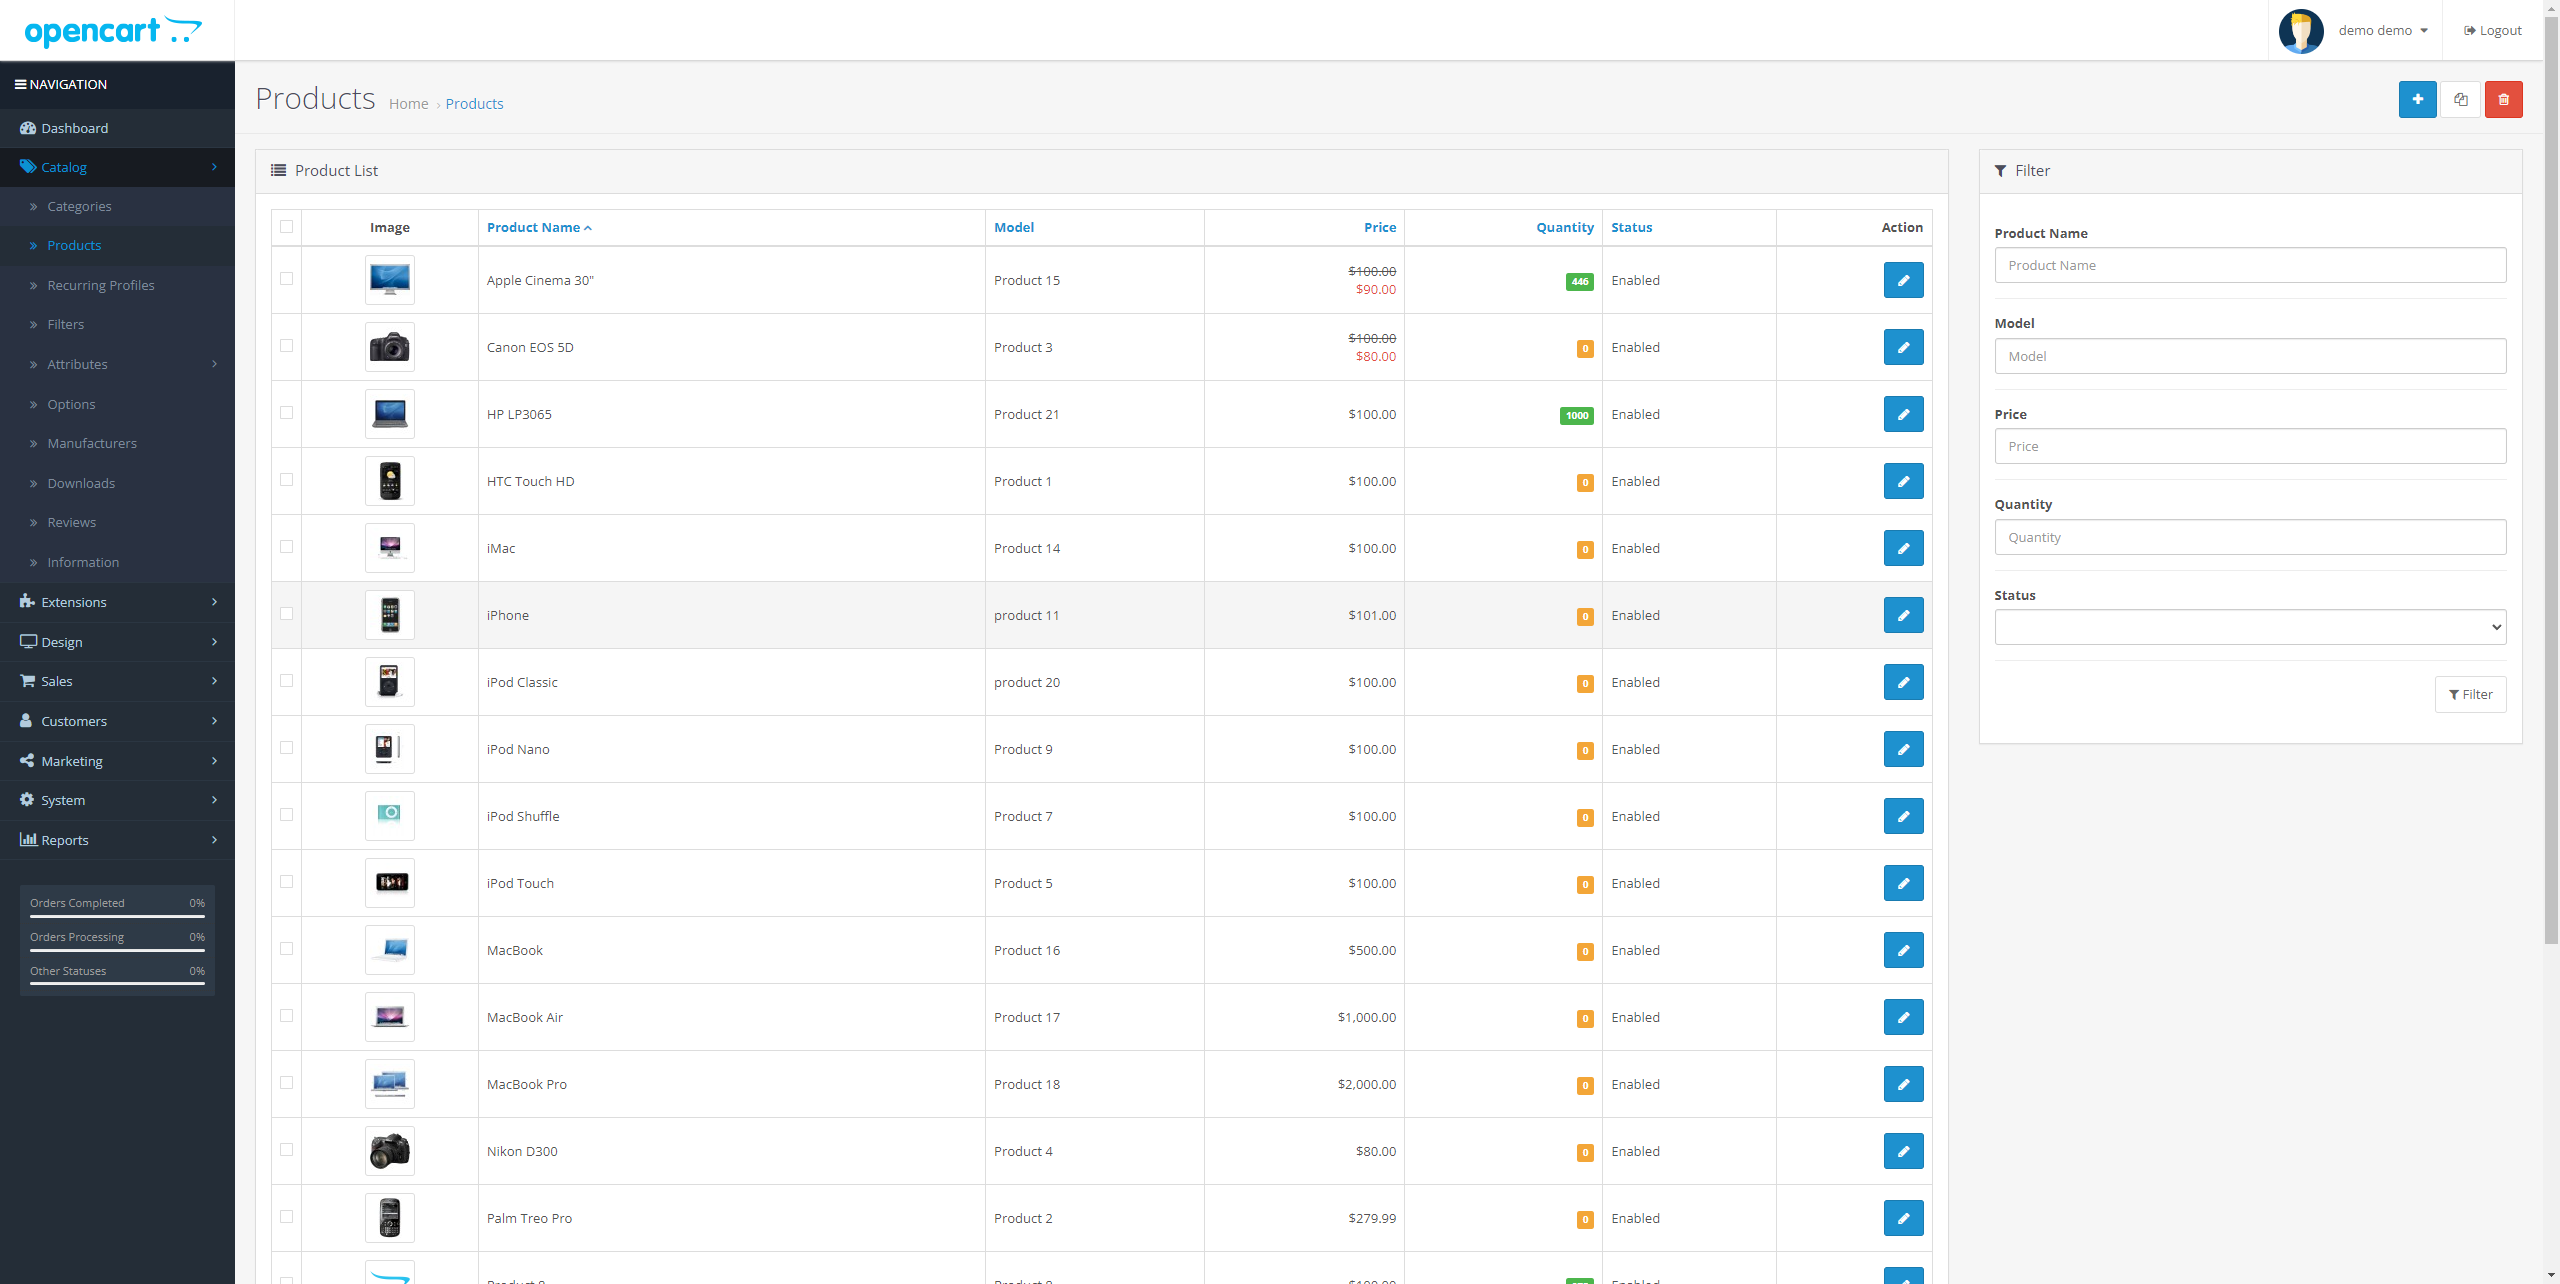 opencart
demo demo
Logout
NAVIGATION
Dashboard
Catalog
Categories
Products
Recurring Profiles
Filters
Attributes
Options
Manufacturers
Downloads
Reviews
Information
Extensions
Design
Sales
Customers
Marketing
System
Reports
Orders Completed 0%
Orders Processing 0%
Other Statuses 0%
Products Home › Products
Product List
Image Product Name Model Price Quantity Status Action
Apple Cinema 30" Product 15 $100.00 $90.00 446 Enabled
Canon EOS 5D Product 3 $100.00 $80.00 0 Enabled
HP LP3065 Product 21 $100.00 1000 Enabled
HTC Touch HD Product 1 $100.00 0 Enabled
iMac Product 14 $100.00 0 Enabled
iPhone product 11 $101.00 0 Enabled
iPod Classic product 20 $100.00 0 Enabled
iPod Nano Product 9 $100.00 0 Enabled
iPod Shuffle Product 7 $100.00 0 Enabled
iPod Touch Product 5 $100.00 0 Enabled
MacBook Product 16 $500.00 0 Enabled
MacBook Air Product 17 $1,000.00 0 Enabled
MacBook Pro Product 18 $2,000.00 0 Enabled
Nikon D300 Product 4 $80.00 0 Enabled
Palm Treo Pro Product 2 $279.99 0 Enabled
Filter
Product Name
Product Name
Model
Model
Price
Price
Quantity
Quantity
Status
Filter